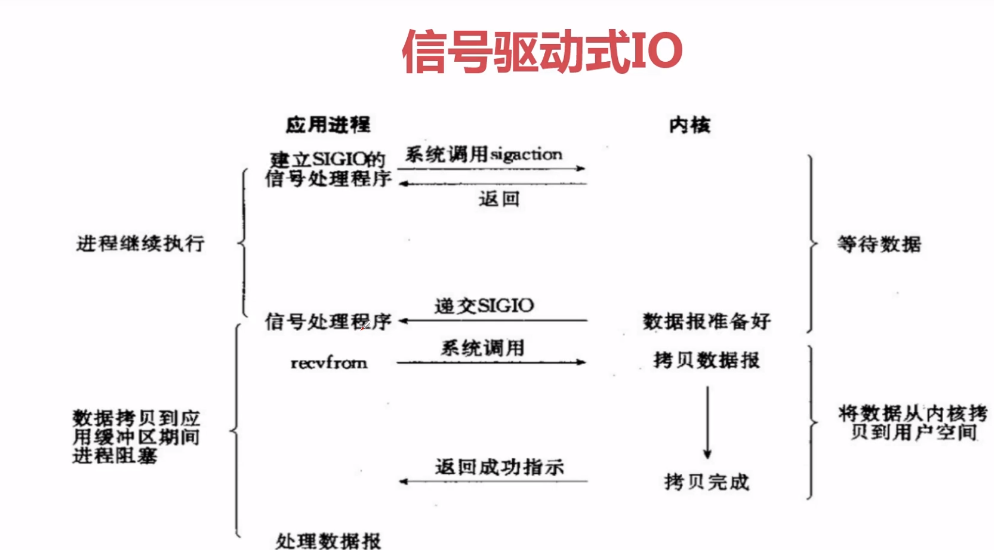 信号驱动式IO
应用进程
内核
建立SIGIO的
信号处理程序
系统调用sigaction
返回
进程继续执行
等待数据
信号处理程序
递交SIGIO
数据报准备好
recvfrom
系统调用
拷贝数据报
数据拷贝到应
用缓冲区期间
进程阻塞
将数据从内核拷
贝到用户空间
返回成功指示
拷贝完成
处理数据报